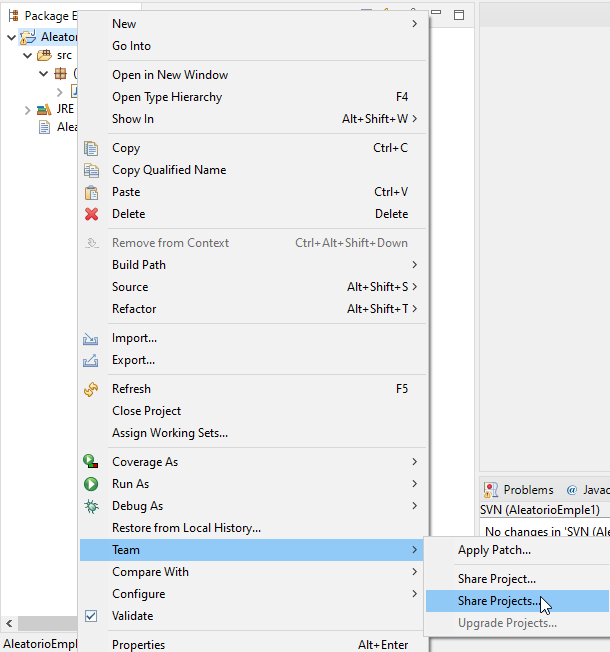 Package E
Aleator
src
(
JRE
Alea
New
Go Into
Open in New Window
Open Type Hierarchy F4
Show In Alt+Shift+W
Copy Ctrl+C
Copy Qualified Name
Paste Ctrl+V
Delete Delete
Remove from Context Ctrl+Alt+Shift+Down
Build Path
Source Alt+Shift+S
Refactor Alt+Shift+T
Import...
Export...
Refresh F5
Close Project
Assign Working Sets...
Coverage As
Run As
Debug As
Restore from Local History...
Team
Compare With
Configure
Validate
Properties Alt+Enter
Apply Patch...
Share Project...
Share Projects...
Upgrade Projects...
Problems @ Javad
SVN (AleatorioEmple1)
No changes in 'SVN (Alea
AleatorioEmple1